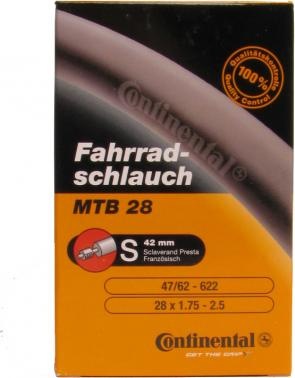 Qualitätskontrolle
100%
Quality Control
Continental
Fahrrad-
schlauch
MTB 28
S
42 mm
Sclaverand Presta
Französisch
47/62 - 622
28 x 1.75 - 2.5
Continental
GET THE GRIP